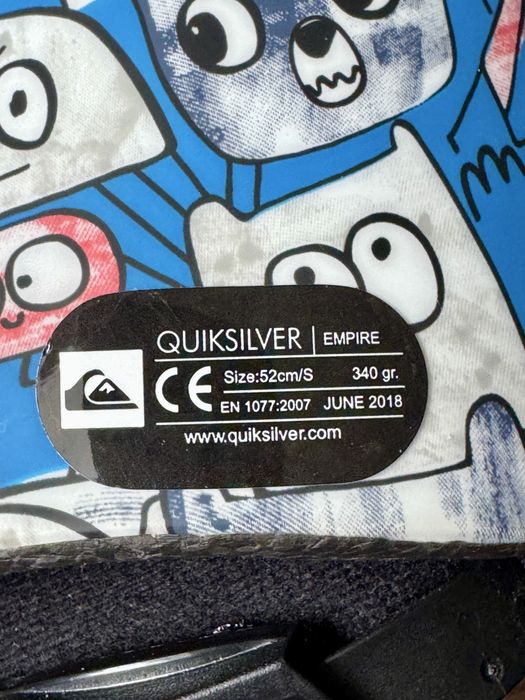 QUIKSILVER | EMPIRE
CE Size:52cm/S 340 gr.
EN 1077:2007 JUNE 2018
www.quiksilver.com